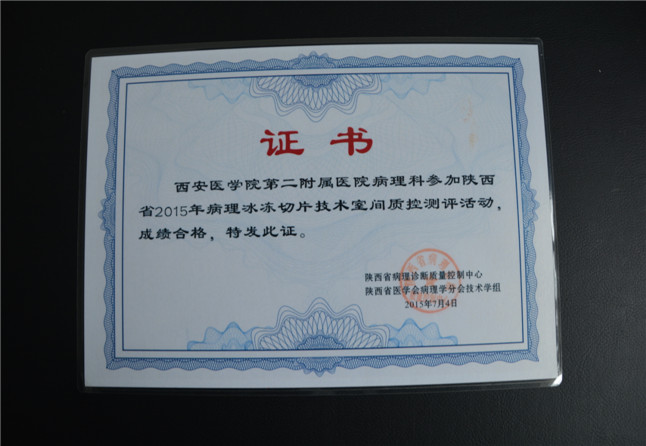 证书
西安医学院第二附属医院病理科参加陕西
省2015年病理冰冻切片技术室间质控测评活动，
成绩合格，特发此证。
陕西省病理诊断质量控制中心
陕西省医学会病理学分会技术学组
2015年7月4日